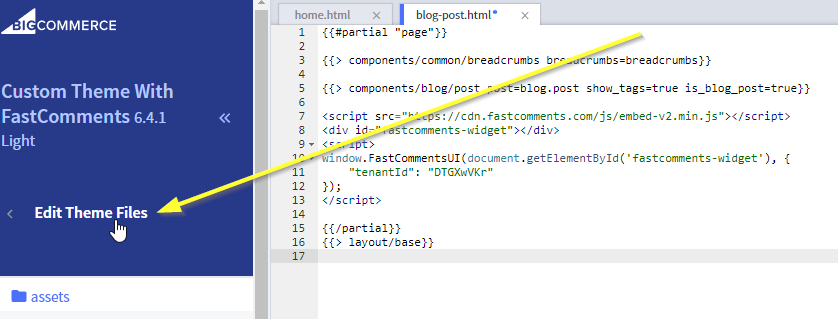 BIGCOMMERCE
Custom Theme With
FastComments 6.4.1
Light
«
Edit Theme Files
assets
home.html ×
blog-post.html* ×
1 {{#partial "page"}}
2
3 {{> components/common/breadcrumbs breadcrumbs=breadcrumbs}}
4
5 {{> components/blog/post post=blog.post show_tags=true is_blog_post=true}}
6
7 <script src="https://cdn.fastcomments.com/js/embed-v2.min.js"></script>
8 <div id="fastcomments-widget"></div>
9 <script>
10 window.FastCommentsUI(document.getElementById('fastcomments-widget'), {
11 "tenantId": "DTGXwVKr"
12 });
13 </script>
14
15 {{/partial}}
16 {{> layout/base}}
17